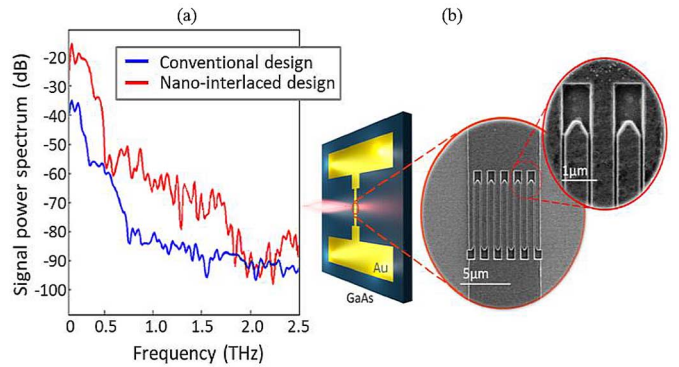 (a)
(b)
Conventional design
Nano-interlaced design
Signal power spectrum (dB)
-20
-30
-40
-50
-60
-70
-80
-90
-100
0
0.5
1.0
1.5
2.0
2.5
Frequency (THz)
Au
GaAs
5μm
1μm